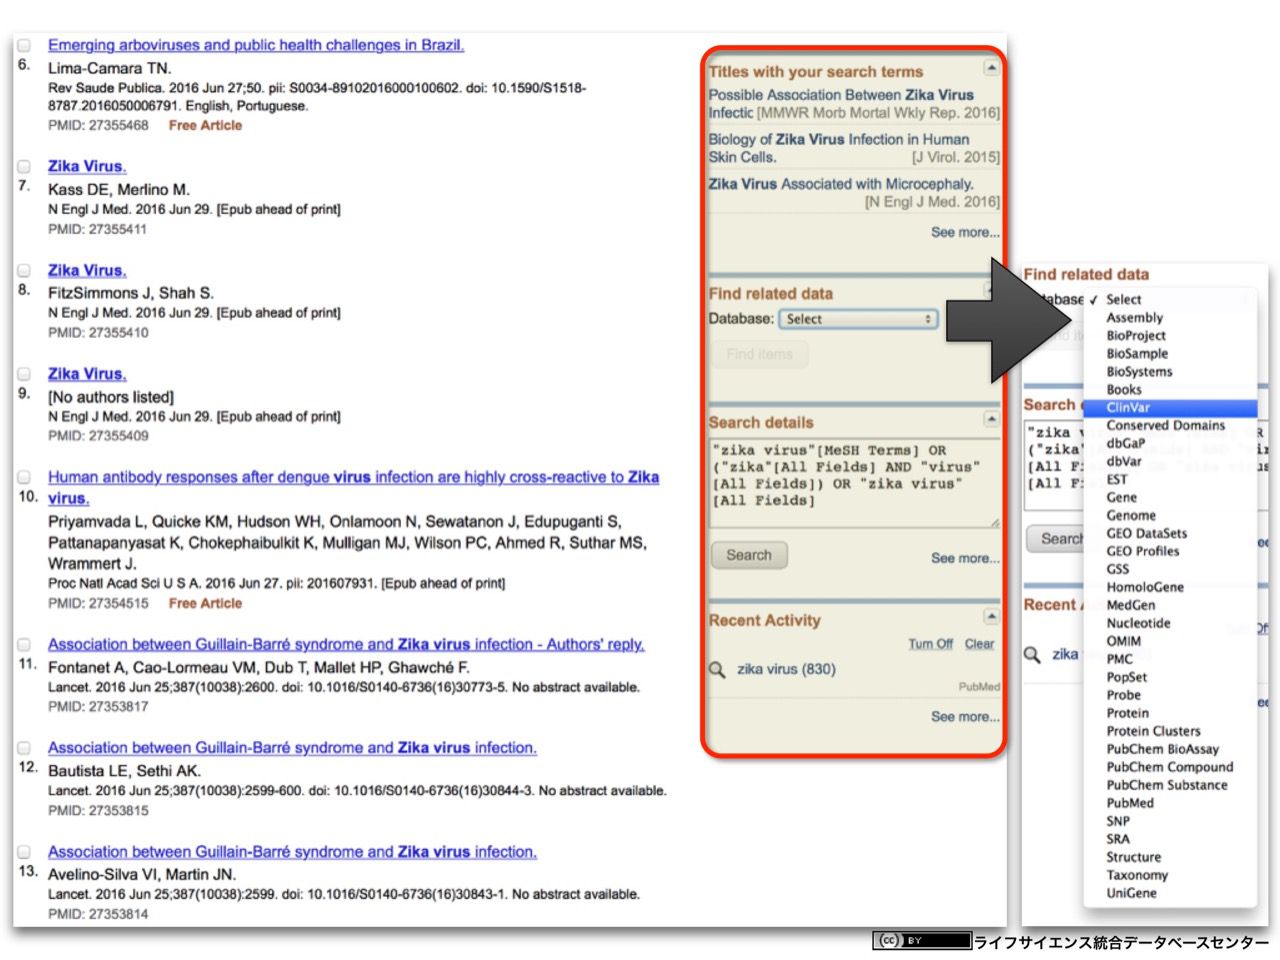 Emerging arboviruses and public health challenges in Brazil.
6.
Lima-Camara TN.
Rev Saude Publica. 2016 Jun 27;50. pii: S0034-89102016000100602. doi: 10.1590/S1518-
8787.2016050006791. English, Portuguese.
PMID: 27355468 Free Article
Zika Virus.
7.
Kass DE, Merlino M.
N Engl J Med. 2016 Jun 29. [Epub ahead of print]
PMID: 27355411
Zika Virus.
8.
FitzSimmons J, Shah S.
N Engl J Med. 2016 Jun 29. [Epub ahead of print]
PMID: 27355410
Zika Virus.
9.
[No authors listed]
N Engl J Med. 2016 Jun 29. [Epub ahead of print]
PMID: 27355409
Human antibody responses after dengue virus infection are highly cross-reactive to Zika
10. virus.
Priyamvada L, Quicke KM, Hudson WH, Onlamoon N, Sewatanon J, Edupuganti S,
Pattanapanyasat K, Chokephaibulkit K, Mulligan MJ, Wilson PC, Ahmed R, Suthar MS,
Wrammert J.
Proc Natl Acad Sci U S A. 2016 Jun 27. pii: 201607931. [Epub ahead of print]
PMID: 27354515 Free Article
Association between Guillain-Barré syndrome and Zika virus infection - Authors' reply.
11.
Fontanet A, Cao-Lormeau VM, Dub T, Mallet HP, Ghawché F.
Lancet. 2016 Jun 25;387(10038):2600. doi: 10.1016/S0140-6736(16)30773-5. No abstract available.
PMID: 27353817
Association between Guillain-Barré syndrome and Zika virus infection.
12.
Bautista LE, Sethi AK.
Lancet. 2016 Jun 25;387(10038):2599-600. doi: 10.1016/S0140-6736(16)30844-3. No abstract available.
PMID: 27353815
Association between Guillain-Barré syndrome and Zika virus infection.
13.
Avelino-Silva VI, Martin JN.
Lancet. 2016 Jun 25;387(10038):2599. doi: 10.1016/S0140-6736(16)30843-1. No abstract available.
PMID: 27353814
Titles with your search terms
Possible Association Between Zika Virus
Infectic [MMWR Morb Mortal Wkly Rep. 2016]
Biology of Zika Virus Infection in Human
Skin Cells. [J Virol. 2015]
Zika Virus Associated with Microcephaly.
[N Engl J Med. 2016]
See more...
Find related data
Database: Select
Find items
Search details
"zika virus"[MeSH Terms] OR
("zika"[All Fields] AND "virus"
[All Fields]) OR "zika virus"
[All Fields]
Search
See more...
Recent Activity
Turn Off Clear
zika virus (830)
PubMed
See more...
Find related data
abase ✓ Select
Assembly
BioProject
BioSample
BioSystems
Books
ClinVar
Conserved Domains
dbGaP
dbVar
EST
Gene
Genome
GEO DataSets
GEO Profiles
GSS
HomoloGene
MedGen
Nucleotide
OMIM
PMC
PopSet
Probe
Protein
Protein Clusters
PubChem BioAssay
PubChem Compound
PubChem Substance
PubMed
SNP
SRA
Structure
Taxonomy
UniGene
Search
"zika
("zika"
[All
[All
Search
Recent
zika
cc BY ライフサイエンス統合データベースセンター